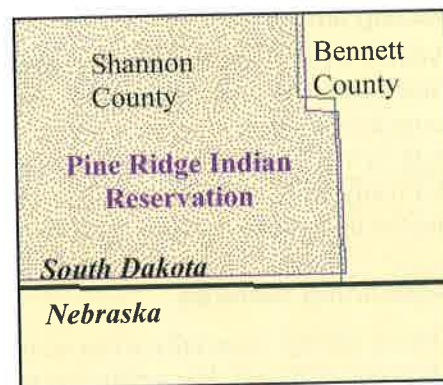 Shannon
County
Bennett
County
Pine Ridge Indian
Reservation
South Dakota
Nebraska